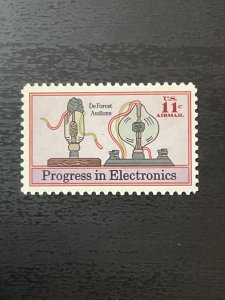 De Forest
Audions
U.S.
11c
AIRMAIL
Progress in Electronics